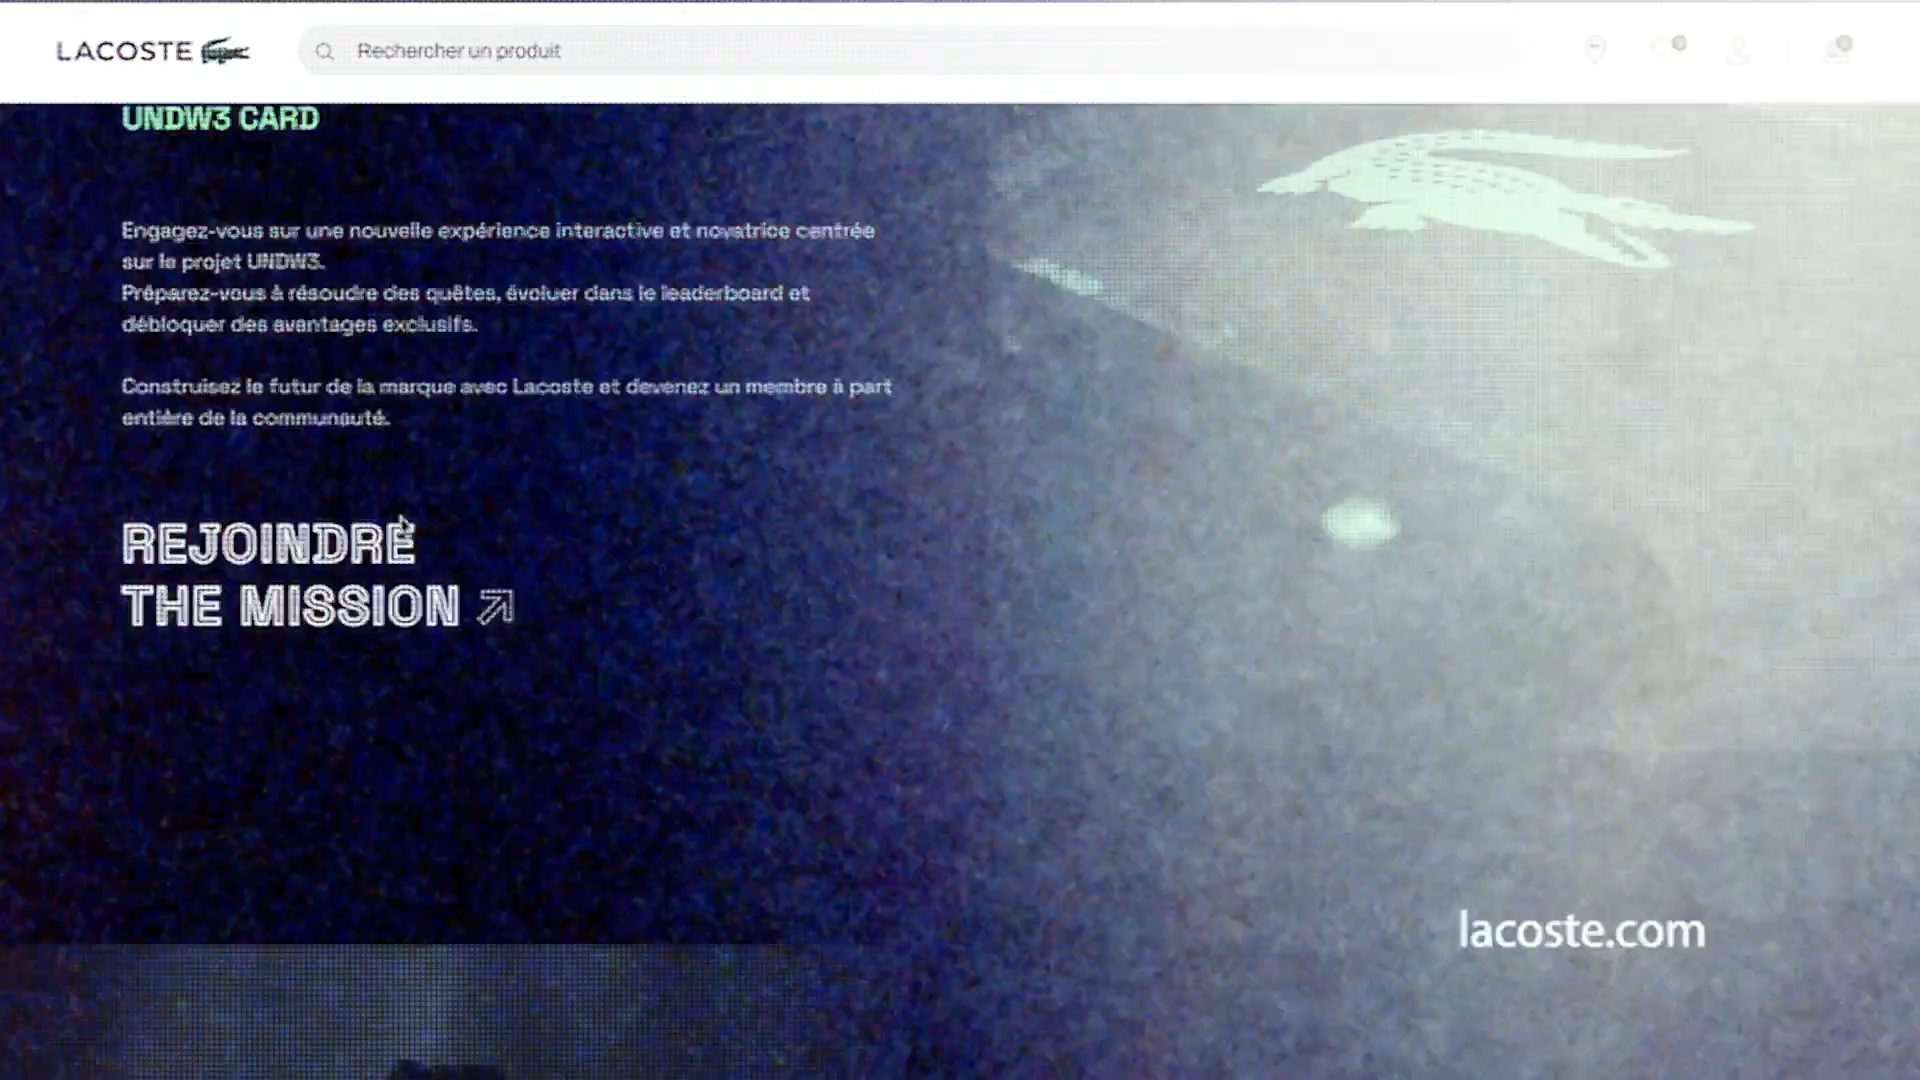 LACOSTE
Rechercher un produit
UNDW3 CARD
Engagez-vous sur une nouvelle expérience interactive et novatrice centrée
sur le projet UNDW3.
Préparez-vous à résoudre des quêtes, évoluer dans le leaderboard et
débloquer des avantages exclusifs.
Construisez le futur de la marque avec Lacoste et devenez un membre à part
entière de la communauté.
REJOINDRE
THE MISSION
lacoste.com